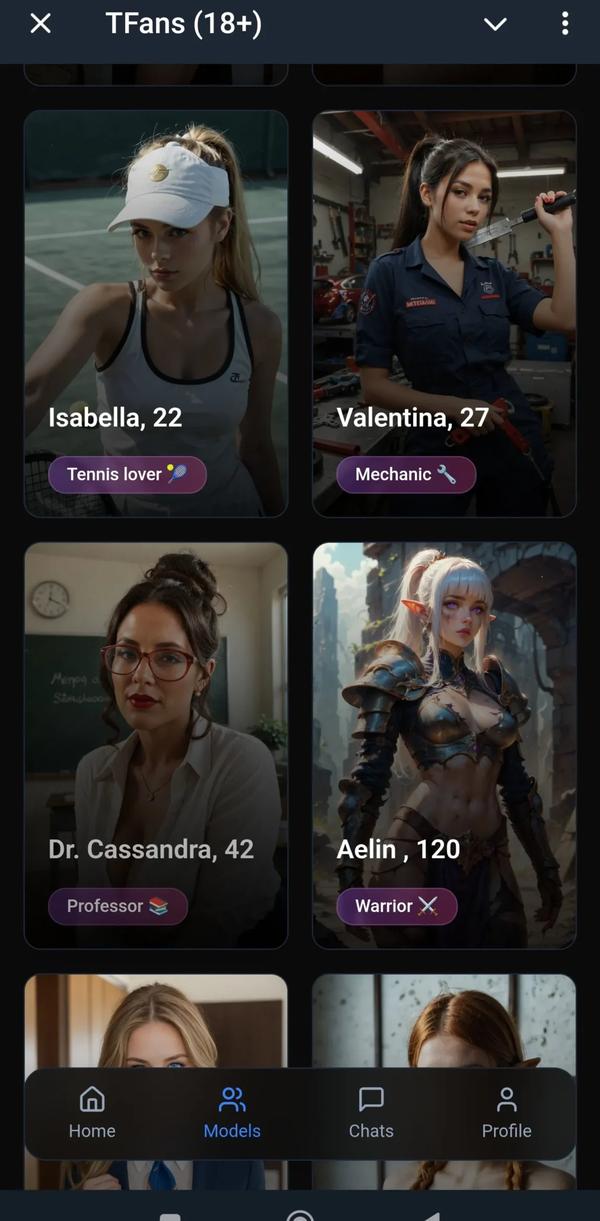 TFans (18+)
Isabella, 22
Tennis lover 🎾
Valentina, 27
Mechanic 🔧
Dr. Cassandra, 42
Professor 📚
Aelin , 120
Warrior ⚔️
Home
Models
Chats
Profile